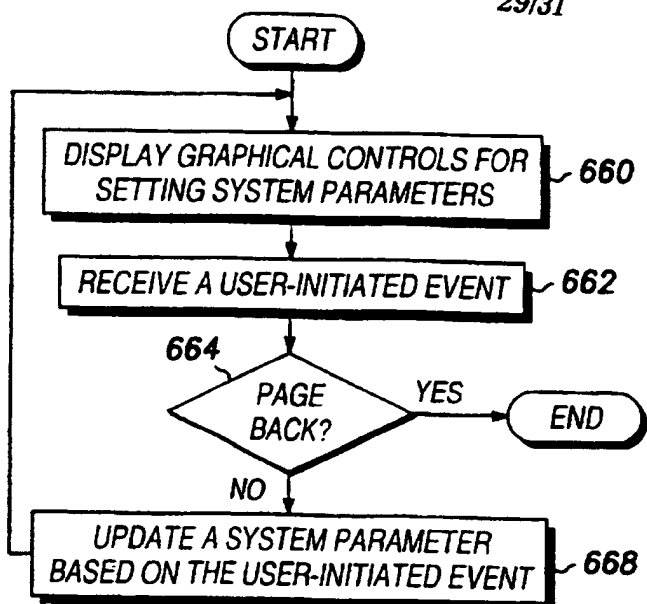 29/31
START
DISPLAY GRAPHICAL CONTROLS FOR
SETTING SYSTEM PARAMETERS
660
RECEIVE A USER-INITIATED EVENT
662
664
PAGE
BACK?
YES
END
NO
UPDATE A SYSTEM PARAMETER
BASED ON THE USER-INITIATED EVENT
668